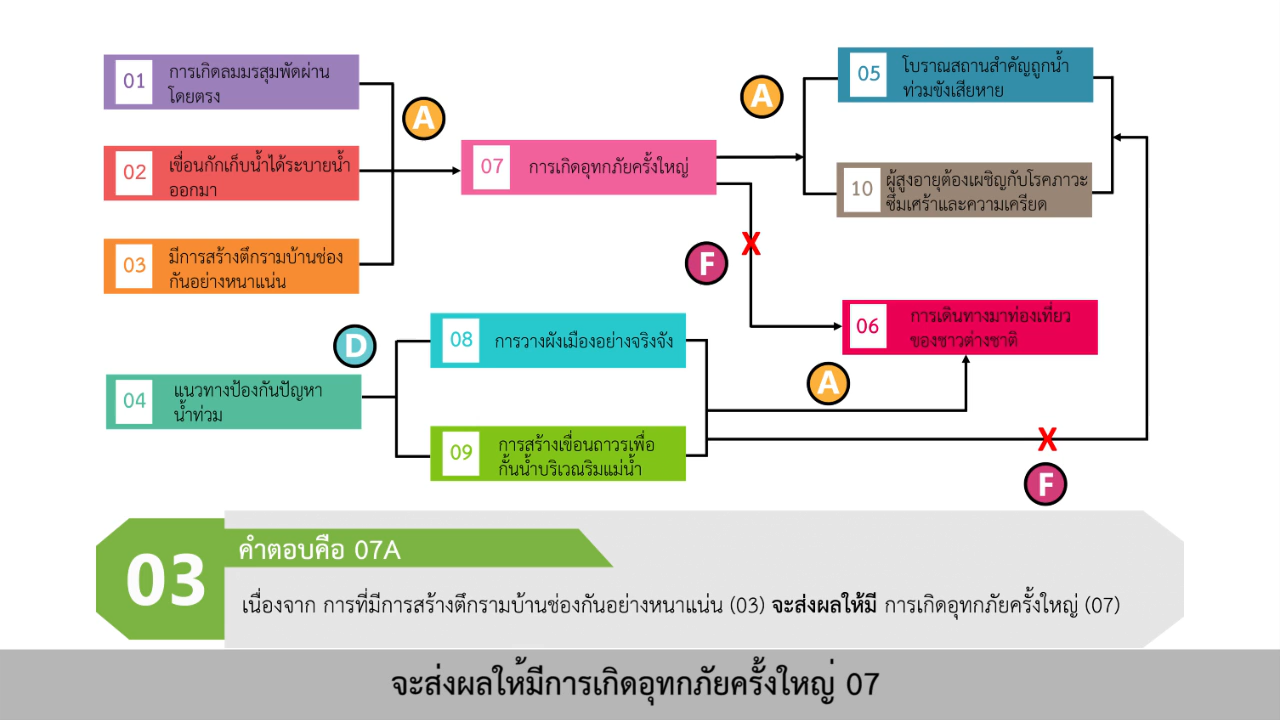 01
การเกิดลมมรสุมพัดผ่าน
โดยตรง
A
02
เขื่อนกักเก็บน้ำได้ระบายน้ำ
ออกมา
03
มีการสร้างตึกรามบ้านช่อง
กันอย่างหนาแน่น
07
การเกิดอุทกภัยครั้งใหญ่
A
05
โบราณสถานสำคัญถูกน้ำ
ท่วมขังเสียหาย
10
ผู้สูงอายุต้องเผชิญกับโรคภาวะ
ซึมเศร้าและความเครียด
F
X
06
การเดินทางมาท่องเที่ยว
ของชาวต่างชาติ
D
08
การวางผังเมืองอย่างจริงจัง
A
04
แนวทางป้องกันปัญหา
น้ำท่วม
09
การสร้างเขื่อนถาวรเพื่อ
กั้นน้ำบริเวณริมแม่น้ำ
X
F
03
คำตอบคือ 07A
เนื่องจาก การที่มีการสร้างตึกรามบ้านช่องกันอย่างหนาแน่น (03) จะส่งผลให้มี การเกิดอุทกภัยครั้งใหญ่ (07)
จะส่งผลให้มีการเกิดอุทกภัยครั้งใหญ่ 07